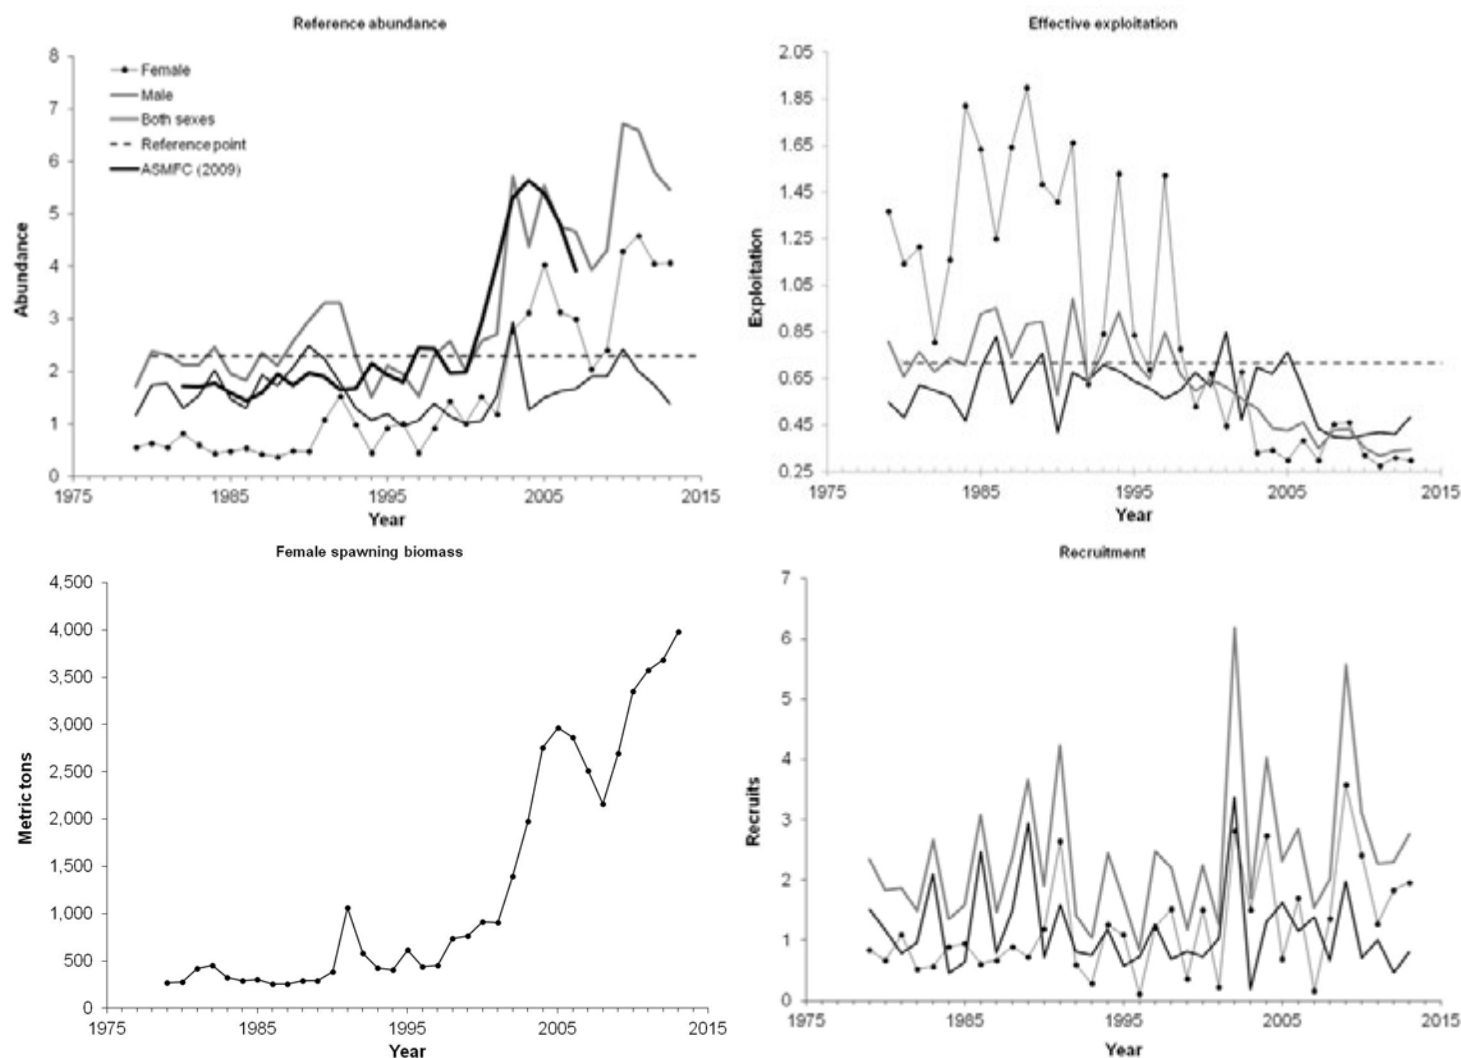 Reference abundance
8
7
6
5
4
3
2
1
0
Abundance
Female
Male
Both sexes
Reference point
ASMFC (2009)
1975 1985 1995 2005 2015
Year
Effective exploitation
2.05
1.85
1.65
1.45
1.25
1.05
0.85
0.65
0.45
0.25
Exploitation
1975 1985 1995 2005 2015
Year
Female spawning biomass
4,500
4,000
3,500
3,000
2,500
2,000
1,500
1,000
500
0
Metric tons
1975 1985 1995 2005 2015
Year
Recruitment
7
6
5
4
3
2
1
0
Recruits
1975 1985 1995 2005 2015
Year